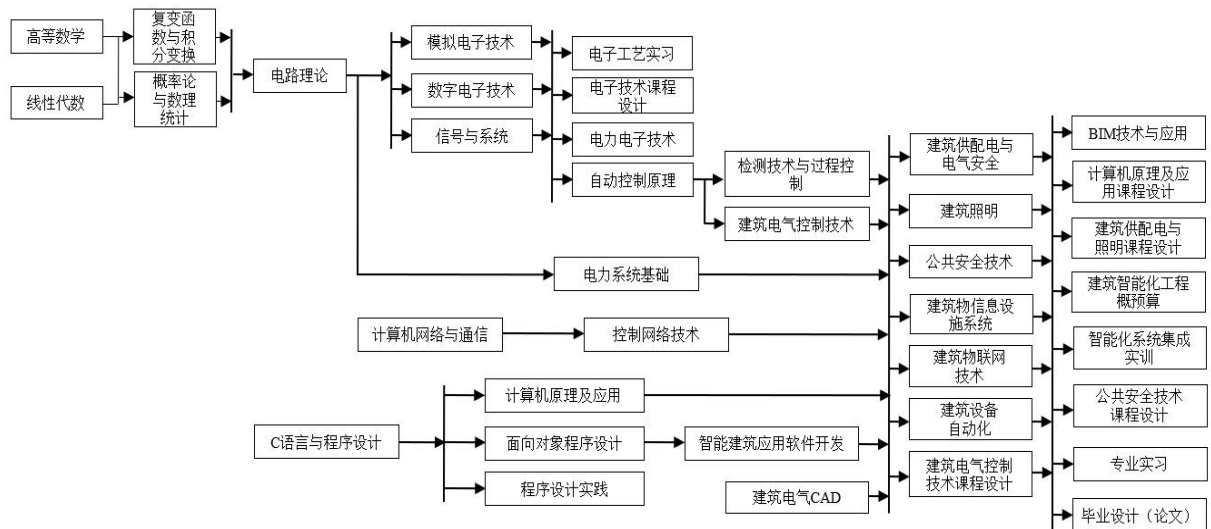 高等数学
线性代数
复变函
数与积
分变换
概率论
与数理
统计
电路理论
模拟电子技术
数字电子技术
信号与系统
电子工艺实习
电子技术课程
设计
电力电子技术
自动控制原理
检测技术与过程控
制
建筑电气控制技术
电力系统基础
计算机网络与通信
控制网络技术
C语言与程序设计
计算机原理及应用
面向对象程序设计
程序设计实践
智能建筑应用软件开发
建筑电气CAD
建筑供配电与
电气安全
建筑照明
公共安全技术
建筑物信息设
施系统
建筑物联网
技术
建筑设备
自动化
建筑电气控制
技术课程设计
BIM技术与应用
计算机原理及应
用课程设计
建筑供配电与
照明课程设计
建筑智能化工程
概预算
智能化系统集成
实训
公共安全技术
课程设计
专业实习
毕业设计（论文）